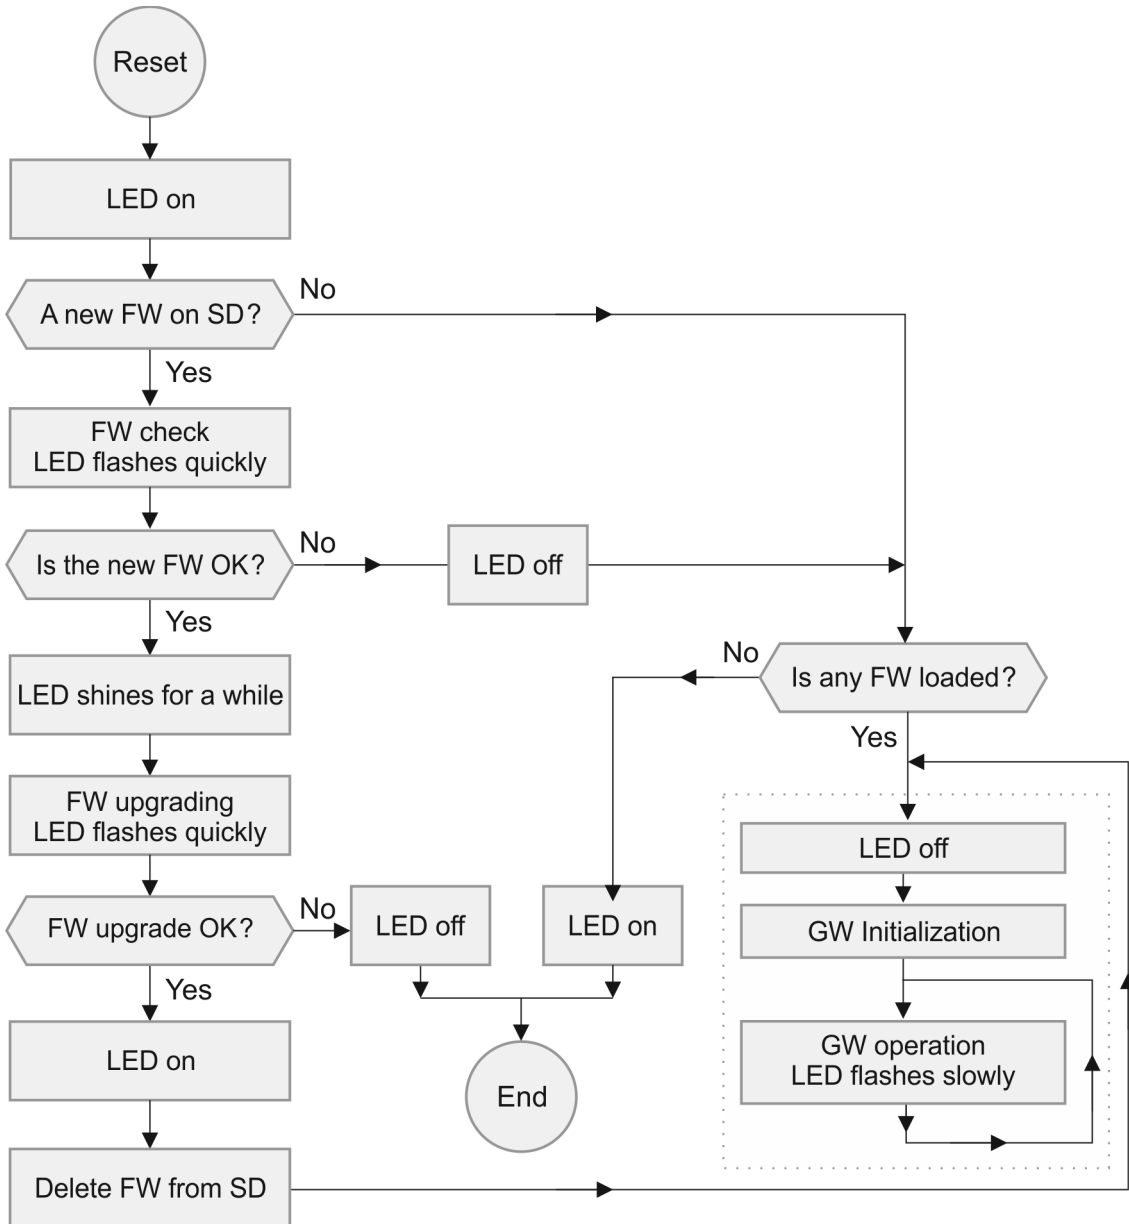 Reset
LED on
A new FW on SD?
No
Yes
FW check
LED flashes quickly
Is the new FW OK?
No
LED off
Yes
LED shines for a while
FW upgrading
LED flashes quickly
FW upgrade OK?
No
LED off
Yes
LED on
Delete FW from SD
Is any FW loaded?
No
LED on
End
Yes
LED off
GW Initialization
GW operation
LED flashes slowly